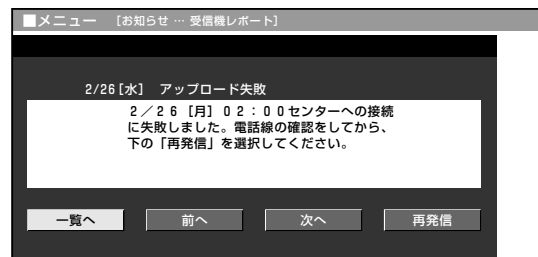 ■メニュー [お知らせ … 受信機レポート]
2/26[水] アップロード失敗
2／26［月］02：00センターへの接続
に失敗しました。電話線の確認をしてから、
下の「再発信」を選択してください。
一覧へ 前へ 次へ 再発信